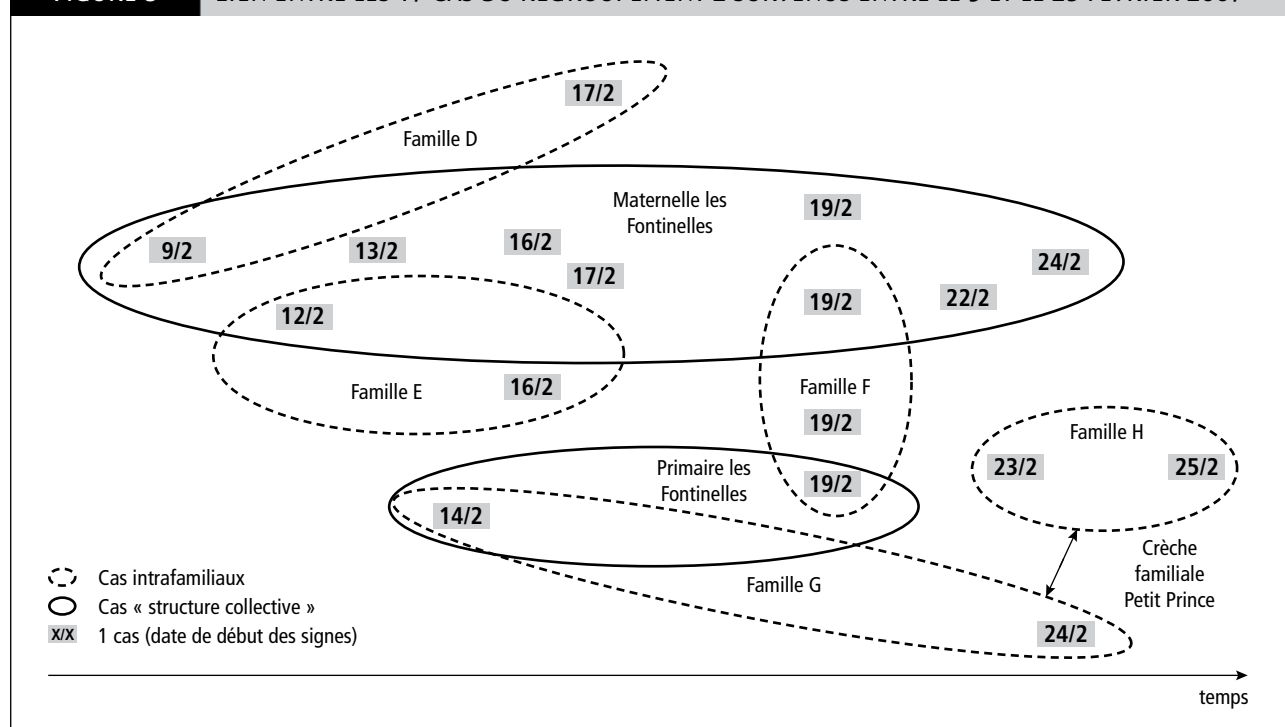 17/2
Famille D
Maternelle les
Fontinelles
19/2
9/2
13/2
16/2
17/2
24/2
19/2
22/2
12/2
Famille E
16/2
Famille F
19/2
Famille H
23/2
25/2
Primaire les
Fontinelles
19/2
14/2
Crèche
familiale
Petit Prince
Famille G
24/2
Cas intrafamiliaux
Cas « structure collective »
X/X 1 cas (date de début des signes)
temps